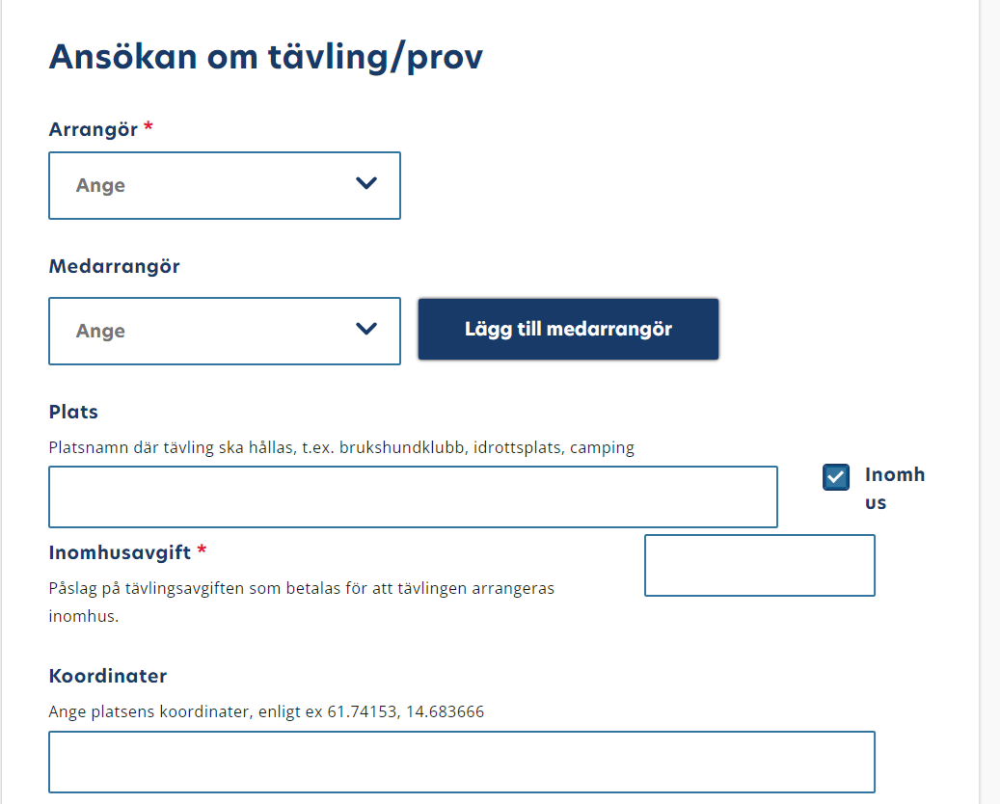 Ansökan om tävling/prov
Arrangör *
Ange
Medarrangör
Ange
Lägg till medarrangör
Plats
Platsnamn där tävling ska hållas, t.ex. brukshundklubb, idrottsplats, camping
Inomh
us
Inomhusavgift *
Påslag på tävlingsavgiften som betalas för att tävlingen arrangeras
inomhus.
Koordinater
Ange platsens koordinater, enligt ex 61.74153, 14.683666